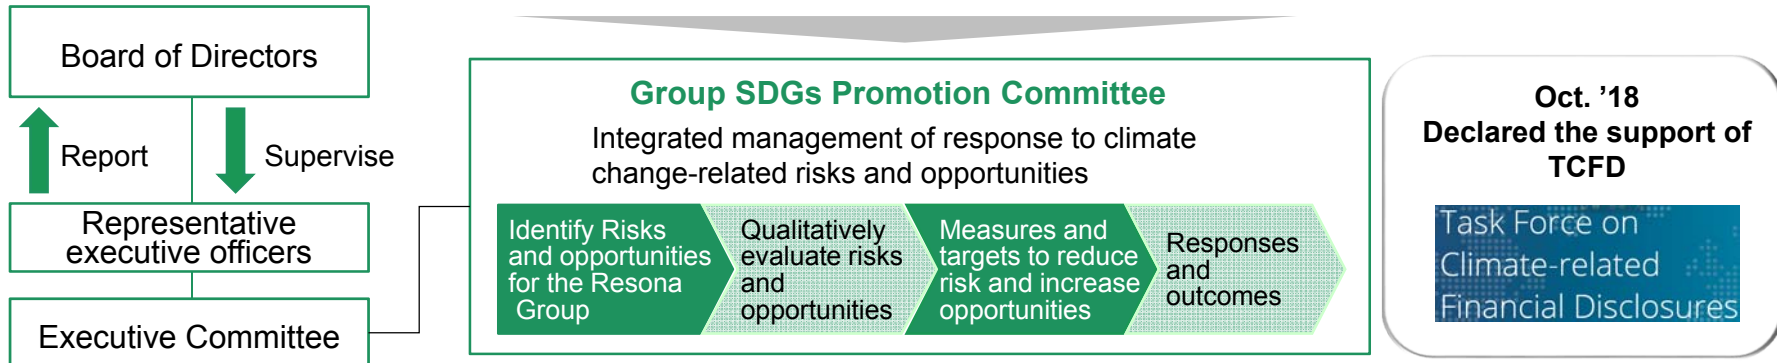 Board of Directors
Report
Supervise
Representative
executive officers
Executive Committee
Group SDGs Promotion Committee
Integrated management of response to climate
change-related risks and opportunities
Identify Risks
and opportunities
for the Resona
Group
Qualitatively
evaluate risks
and
opportunities
Measures and
targets to reduce
risk and increase
opportunities
Responses
and
outcomes
Oct. ’18
Declared the support of
TCFD
Task Force on
Climate-related
Financial Disclosures